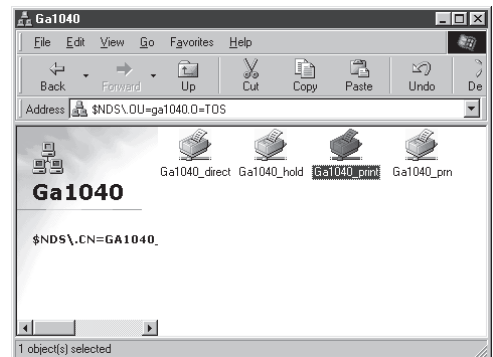 Ga1040
File Edit View Go Favorites Help
Back Forward Up Cut Copy Paste Undo De
Address $NDS\.OU=ga1040.O=TOS
Ga1040_direct Ga1040_hold Ga1040_print Ga1040_prn
Ga1040
$NDS\.CN=GA1040_
1 object(s) selected